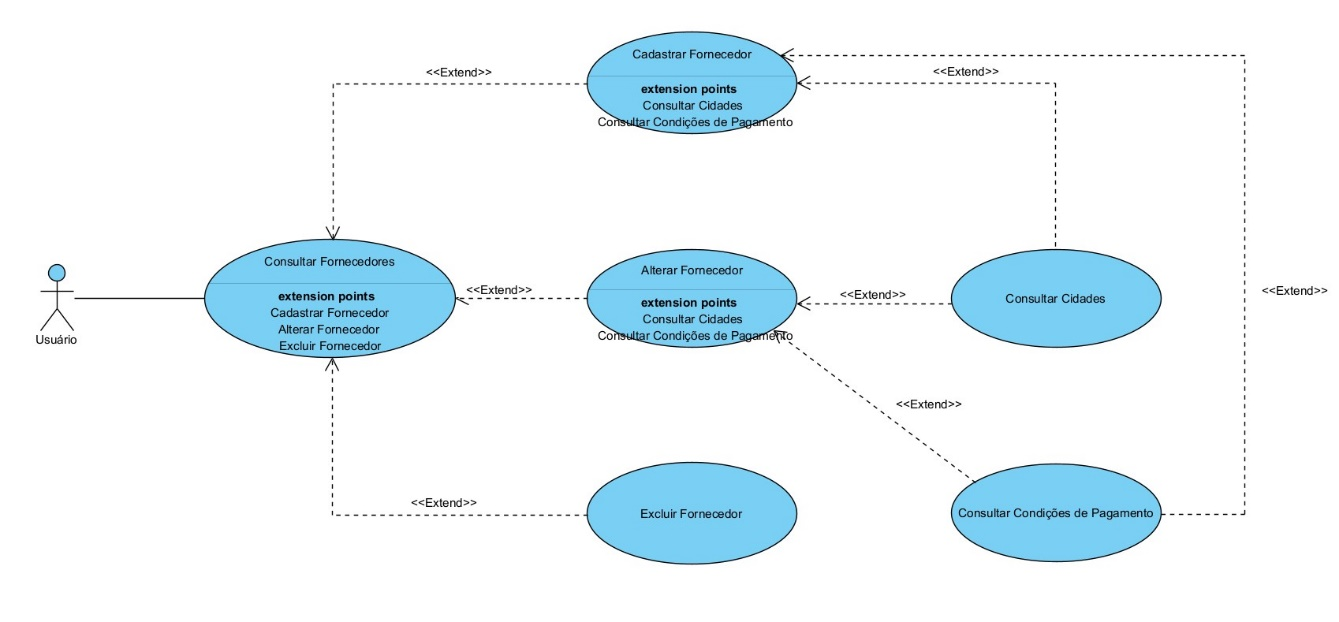 Cadastrar Fornecedor
<<Extend>>
<<Extend>>
extension points
Consultar Cidades
Consultar Condições de Pagamento
Consultar Fornecedores
extension points
Cadastrar Fornecedor
Alterar Fornecedor
Excluir Fornecedor
Usuário
<<Extend>>
Alterar Fornecedor
extension points
Consultar Cidades
Consultar Condições de Pagamento
<<Extend>>
Consultar Cidades
<<Extend>>
<<Extend>>
<<Extend>>
Excluir Fornecedor
Consultar Condições de Pagamento